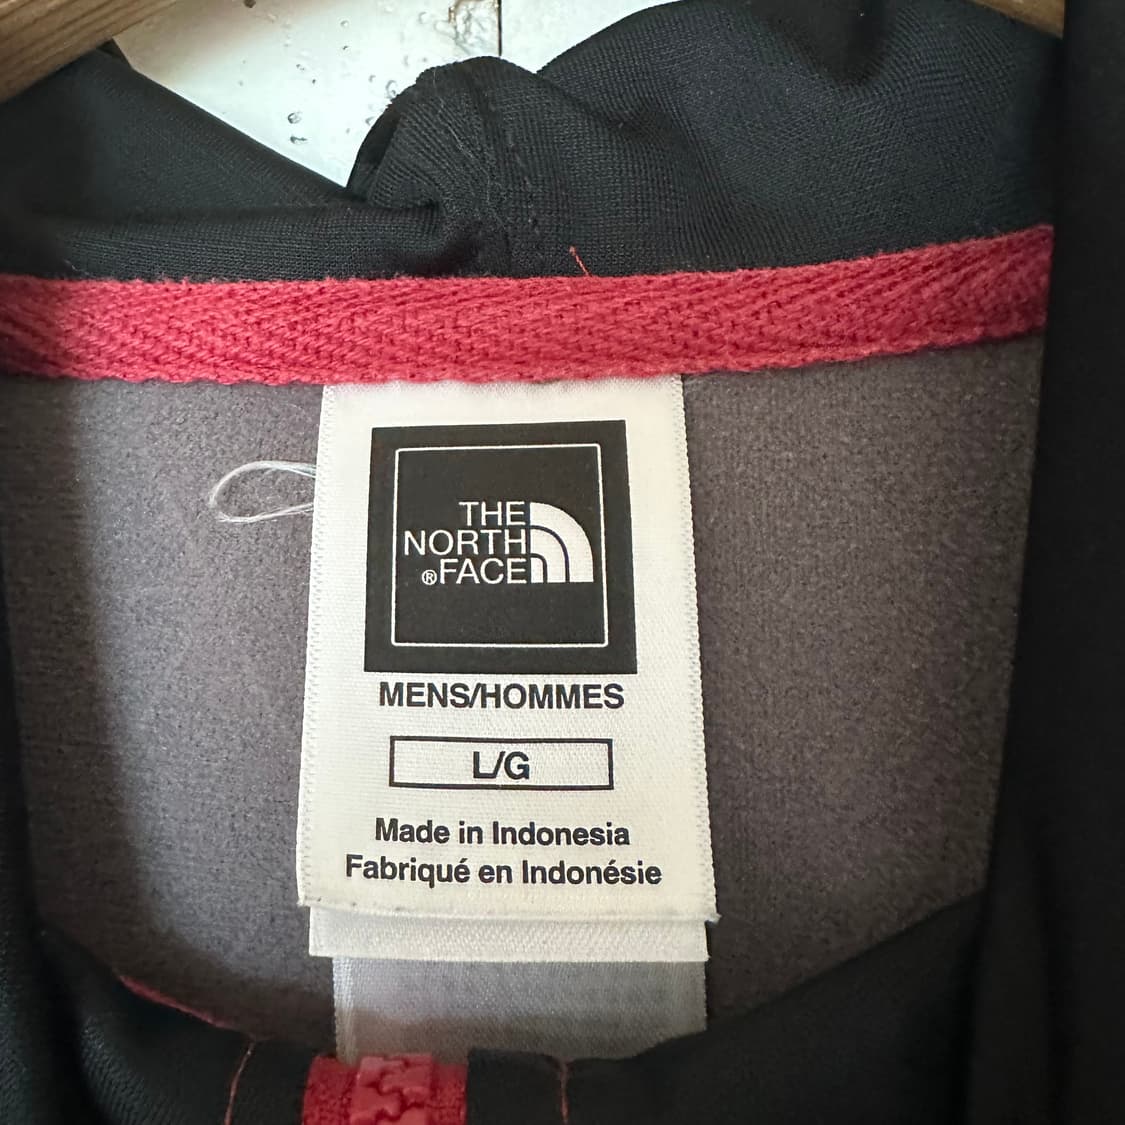 THE
NORTH
®FACE
MENS/HOMMES
L/G
Made in Indonesia
Fabriqué en Indonésie